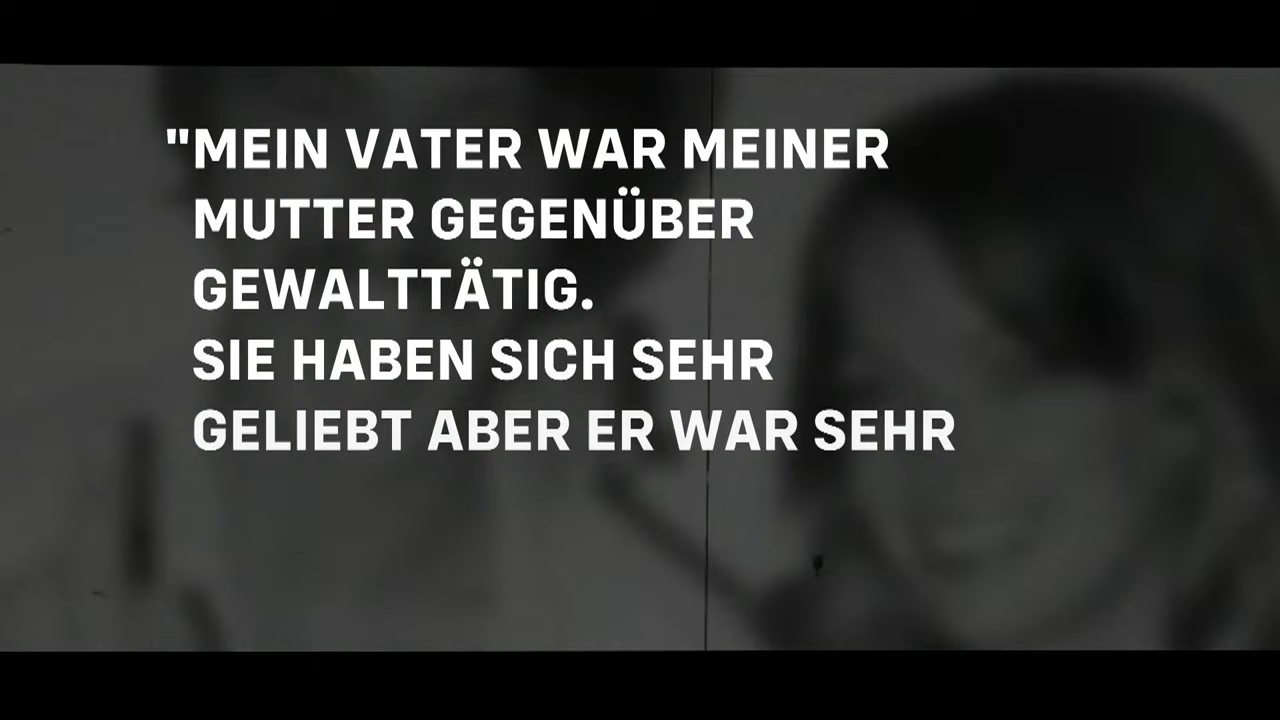 "MEIN VATER WAR MEINER
MUTTER GEGENÜBER
GEWALTTÄTIG.
SIE HABEN SICH SEHR
GELIEBT ABER ER WAR SEHR